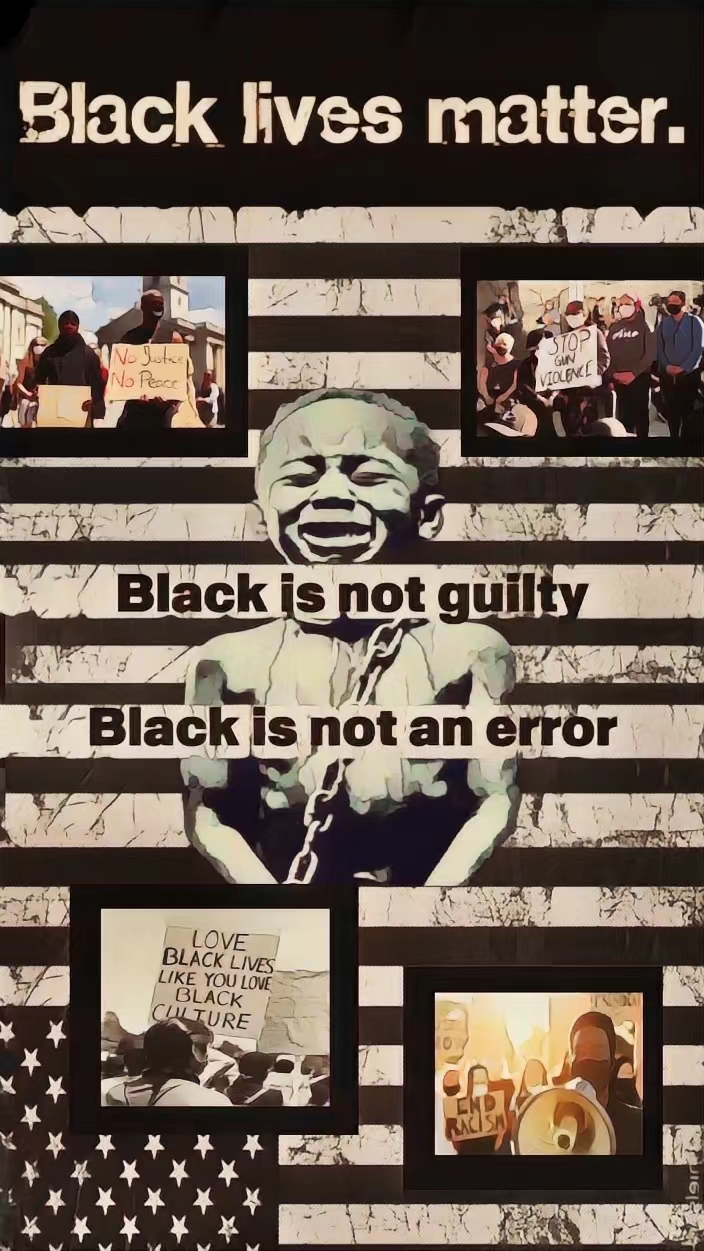 Black lives matter.
No Justice
No Peace
STOP
GUN
VIOLENCE
Black is not guilty
Black is not an error
LOVE
BLACK LIVES
LIKE YOU LOVE
BLACK
CULTURE
END
RACISM